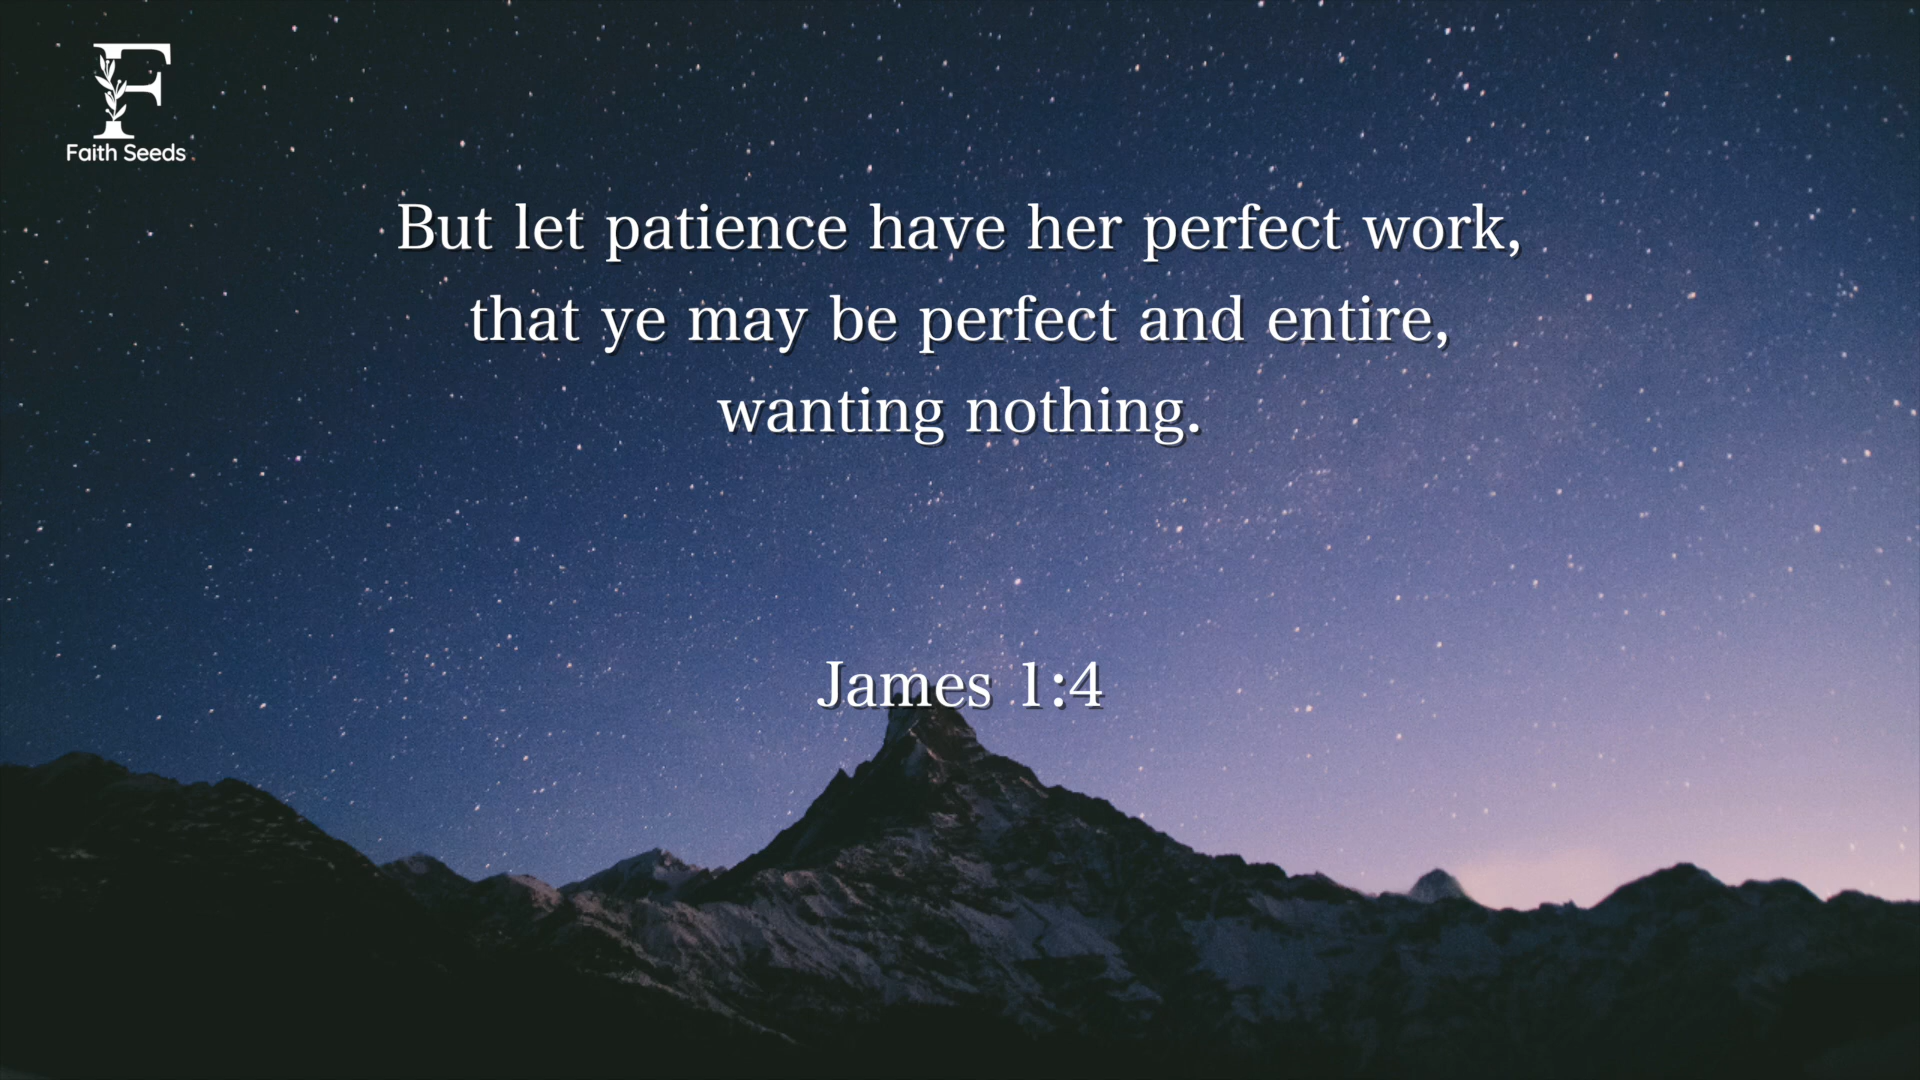 Faith Seeds
But let patience have her perfect work,
that ye may be perfect and entire,
wanting nothing.
James 1:4